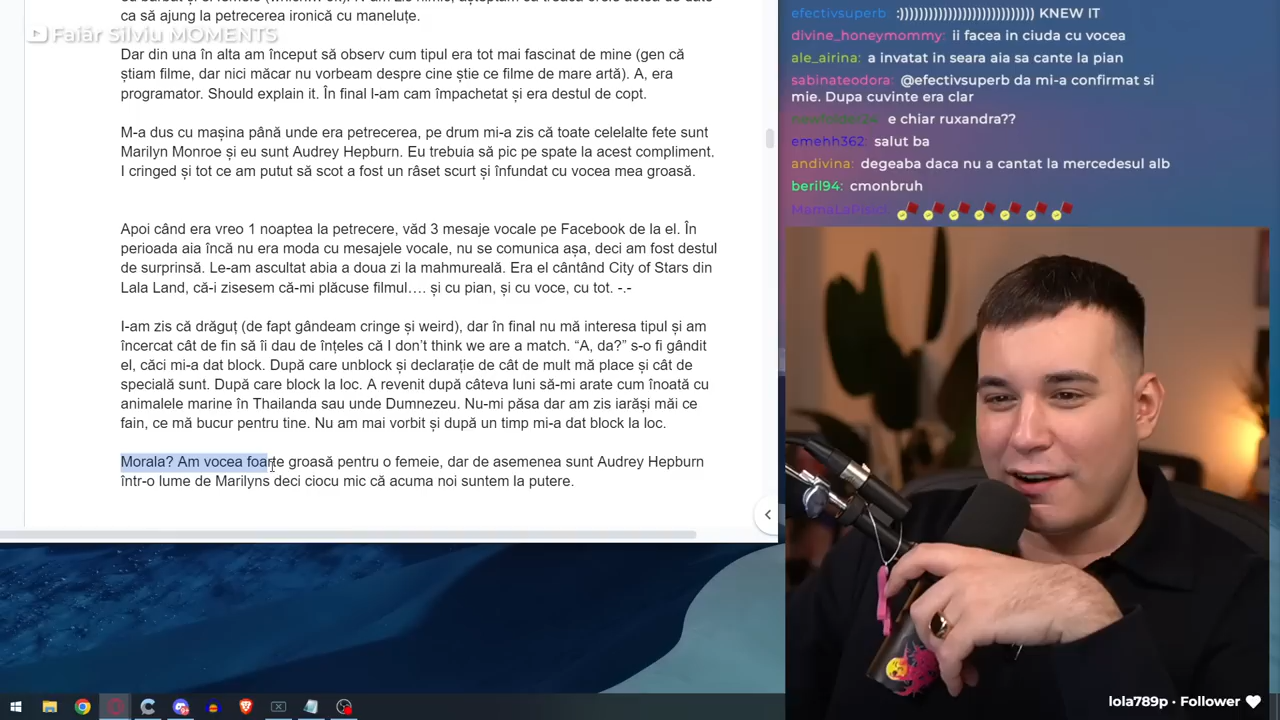 Faiăr Silviu MOMENTS
ca să ajung la petrecerea ironică cu maneluțe.
Dar din una în alta am început să observ cum tipul era tot mai fascinat de mine (gen că
știam filme, dar nici măcar nu vorbeam despre cine știe ce filme de mare artă). A, era
programator. Should explain it. În final l-am cam împachetat și era destul de copt.
M-a dus cu mașina până unde era petrecerea, pe drum mi-a zis că toate celelalte fete sunt
Marilyn Monroe și eu sunt Audrey Hepburn. Eu trebuia să pic pe spate la acest compliment.
I cringed și tot ce am putut să scot a fost un râset scurt și înfundat cu vocea mea groasă.
Apoi când era vreo 1 noaptea la petrecere, văd 3 mesaje vocale pe Facebook de la el. În
perioada aia încă nu era moda cu mesajele vocale, nu se comunica așa, deci am fost destul
de surprinsă. Le-am ascultat abia a doua zi la mahmureală. Era el cântând City of Stars din
Lala Land, că-i zisesem că-mi plăcuse filmul…. și cu pian, și cu voce, cu tot. -.-
I-am zis că drăguț (de fapt gândeam cringe și weird), dar în final nu mă interesa tipul și am
încercat cât de fin să îi dau de înțeles că I don’t think we are a match. “A, da?” s-o fi gândit
el, căci mi-a dat block. După care unblock și declarație de cât de mult mă place și cât de
specială sunt. După care block la loc. A revenit după câteva luni să-mi arate cum înoată cu
animalele marine în Thailanda sau unde Dumnezeu. Nu-mi păsa dar am zis iarăși măi ce
fain, ce mă bucur pentru tine. Nu am mai vorbit și după un timp mi-a dat block la loc.
Morala? Am vocea foarte groasă pentru o femeie, dar de asemenea sunt Audrey Hepburn
într-o lume de Marilyns deci ciocu mic că acuma noi suntem la putere.
efectivsuperb: :))))))))))))))))))))))))))))) KNEW IT
divine_honeymommy: ii facea in ciuda cu vocea
ale_airina: a invatat in seara aia sa cante la pian
sabinateodora: @efectivsuperb da mi-a confirmat si
mie. Dupa cuvinte era clar
newfolder24: e chiar ruxandra??
emehh362: salut ba
andivina: degeaba daca nu a cantat la mercedesul alb
beril94: cmonbruh
MamaLaPisici:
lola789p • Follower